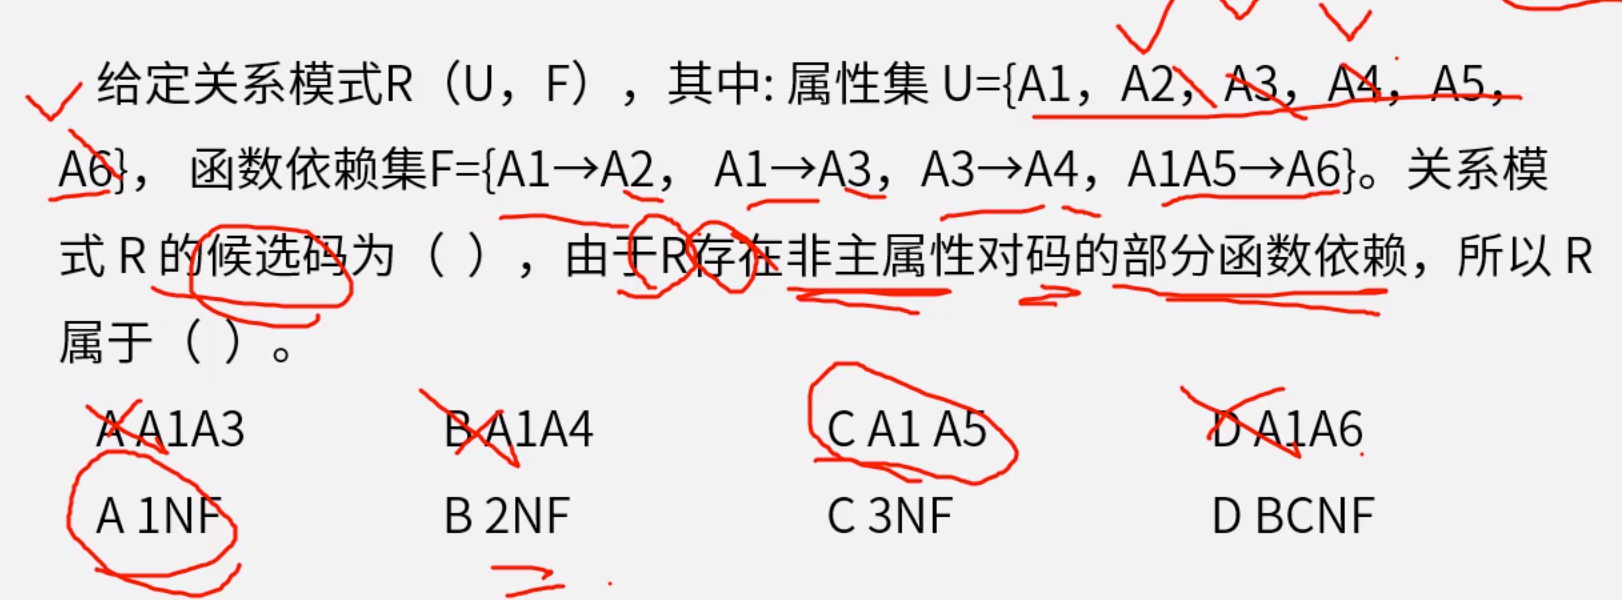 给定关系模式R（U，F），其中: 属性集 U={A1，A2，A3，A4，A5，
A6}， 函数依赖集F={A1→A2， A1→A3，A3→A4，A1A5→A6}。关系模
式 R 的候选码为（ ），由于R存在非主属性对码的部分函数依赖，所以 R
属于（ ）。
A A1A3 B A1A4 C A1 A5 D A1A6
A 1NF B 2NF C 3NF D BCNF